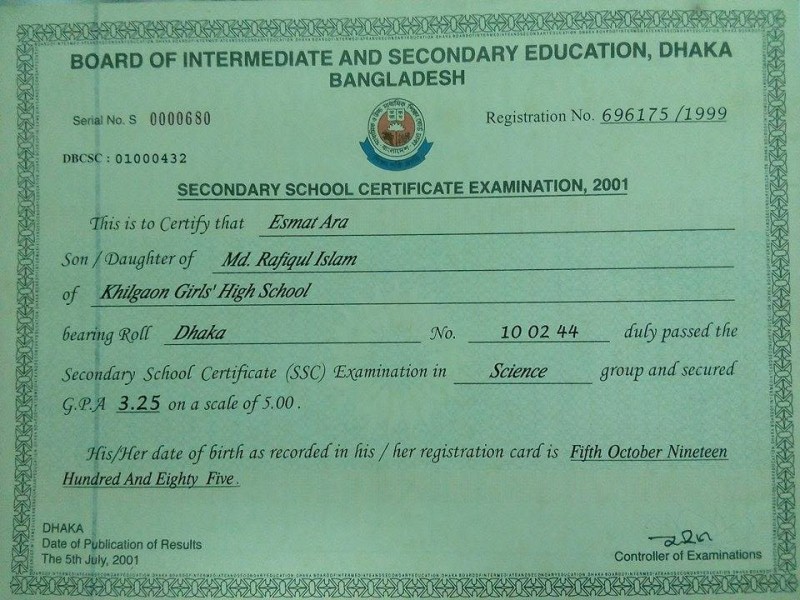 BOARD OF INTERMEDIATE AND SECONDARY EDUCATION, DHAKA
BANGLADESH
Serial No. S 0000680
Registration No. 696175 /1999
DBCSC : 01000432
SECONDARY SCHOOL CERTIFICATE EXAMINATION, 2001
This is to Certify that Esmat Ara
Son / Daughter of Md. Rafiqul Islam
of Khilgaon Girls' High School
bearing Roll Dhaka No. 10 02 44 duly passed the
Secondary School Certificate (SSC) Examination in Science group and secured
G.P.A 3.25 on a scale of 5.00 .
His/Her date of birth as recorded in his / her registration card is Fifth October Nineteen
Hundred And Eighty Five .
DHAKA
Date of Publication of Results
The 5th July, 2001
Controller of Examinations